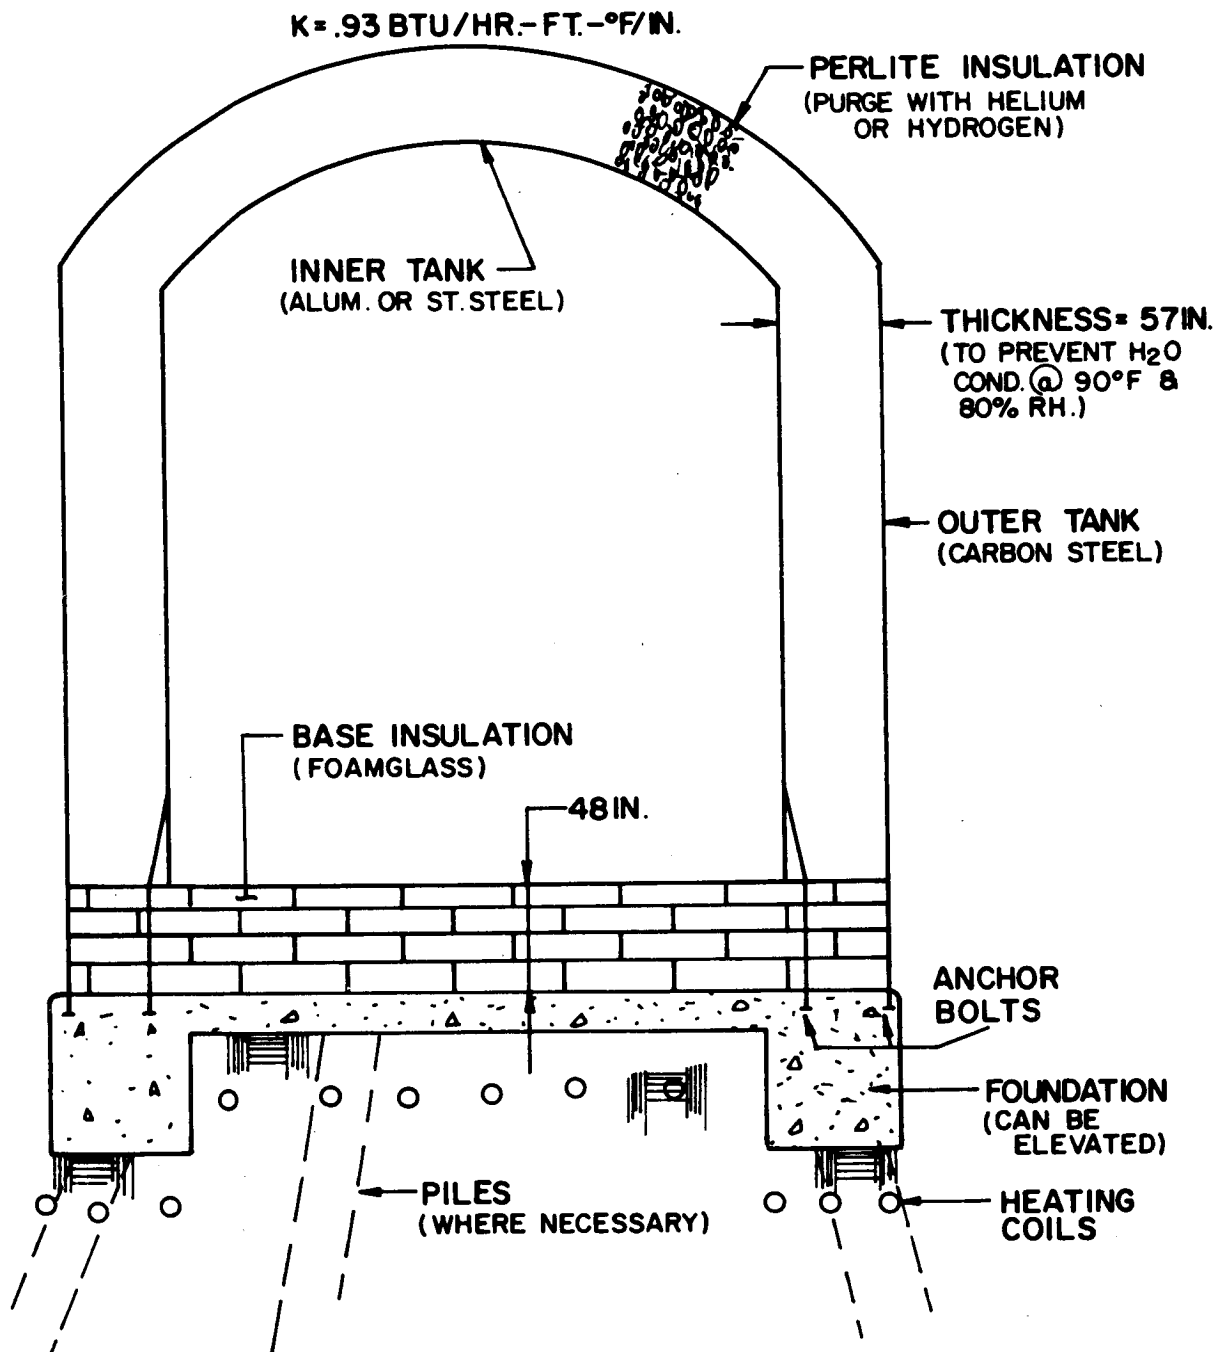 K= .93 BTU/HR.-FT.-°F/IN.
PERLITE INSULATION
(PURGE WITH HELIUM
OR HYDROGEN)
INNER TANK
(ALUM. OR ST. STEEL)
THICKNESS= 57IN.
(TO PREVENT H₂O
COND. @ 90°F &
80% RH.)
OUTER TANK
(CARBON STEEL)
BASE INSULATION
(FOAMGLASS)
48IN.
ANCHOR
BOLTS
FOUNDATION
(CAN BE
ELEVATED)
PILES
(WHERE NECESSARY)
HEATING
COILS